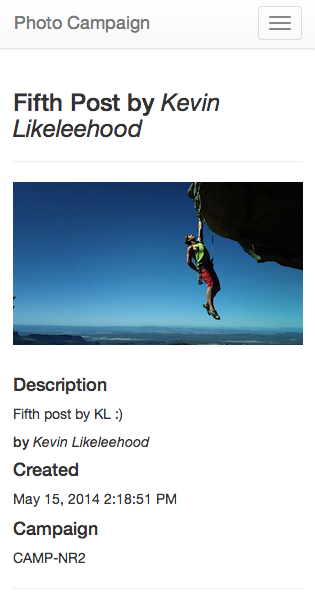 Photo Campaign
Fifth Post by Kevin
Likeleehood
Description
Fifth post by KL :)
by Kevin Likeleehood
Created
May 15, 2014 2:18:51 PM
Campaign
CAMP-NR2